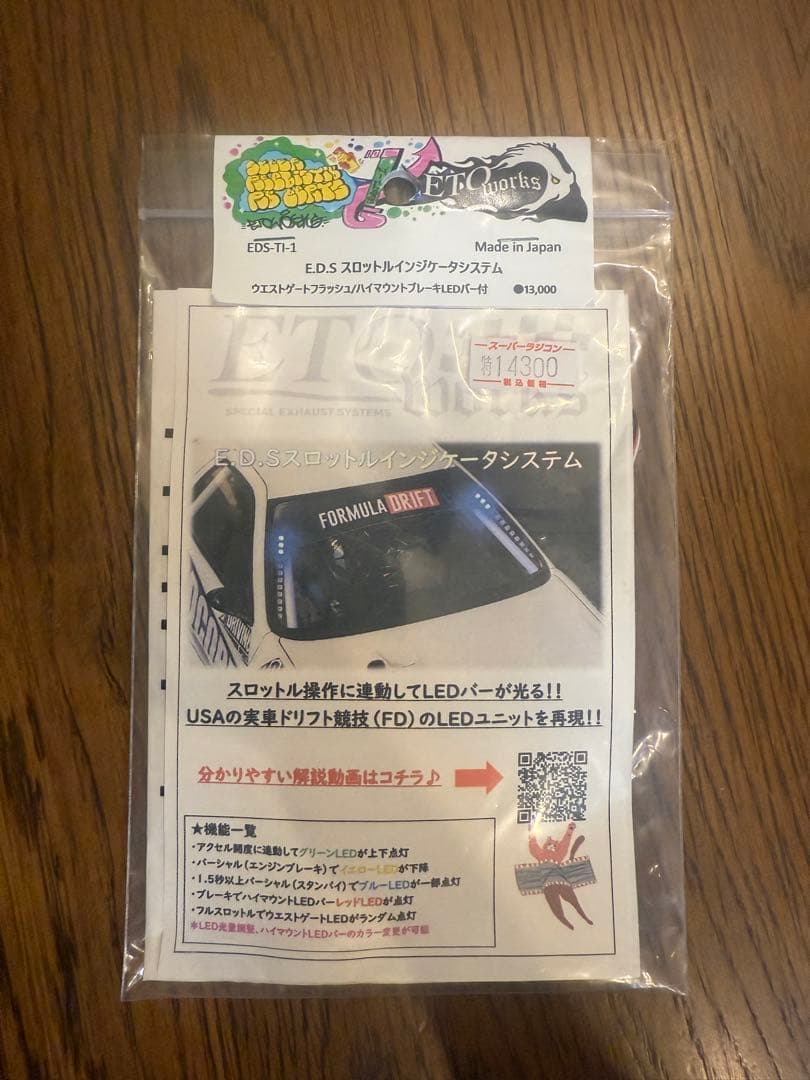 ETO works
ETO works
EDS-TI-1
Made in Japan
E.D.S スロットルインジケータシステム
ウエストゲートフラッシュ/ハイマウントブレーキLEDバー付 ●13,000
ETO works
SPECIAL EXHAUST SYSTEMS
スーパーラジコン
特 14300
税込価格
E.D.Sスロットルインジケータシステム
FORMULA DRIFT
スロットル操作に連動してLEDバーが光る!!
USAの実車ドリフト競技(FD)のLEDユニットを再現!!
分かりやすい解説動画はコチラ♪
★機能一覧
・アクセル開度に連動してグリーンLEDが上下点灯
・パーシャル(エンジンブレーキ)でイエローLEDが下降
・1.5秒以上パーシャル(スタンバイ)でブルーLEDが一部点灯
・ブレーキでハイマウントLEDバーレッドLEDが点灯
・フルスロットルでウエストゲートLEDがランダム点灯
*LED光量調整、ハイマウントLEDバーのカラー変更が可能